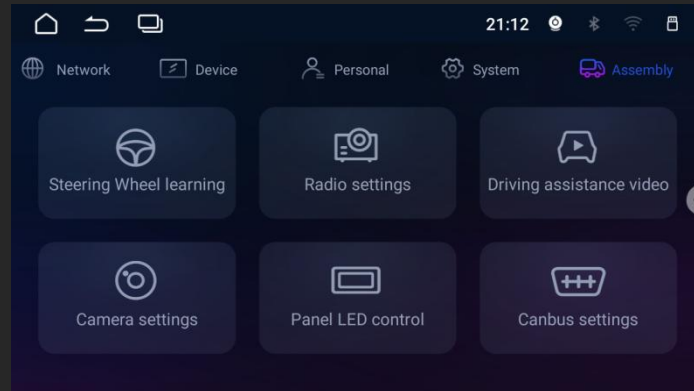 21:12
Network Device Personal System Assembly
Steering Wheel learning Radio settings Driving assistance video
Camera settings Panel LED control Canbus settings